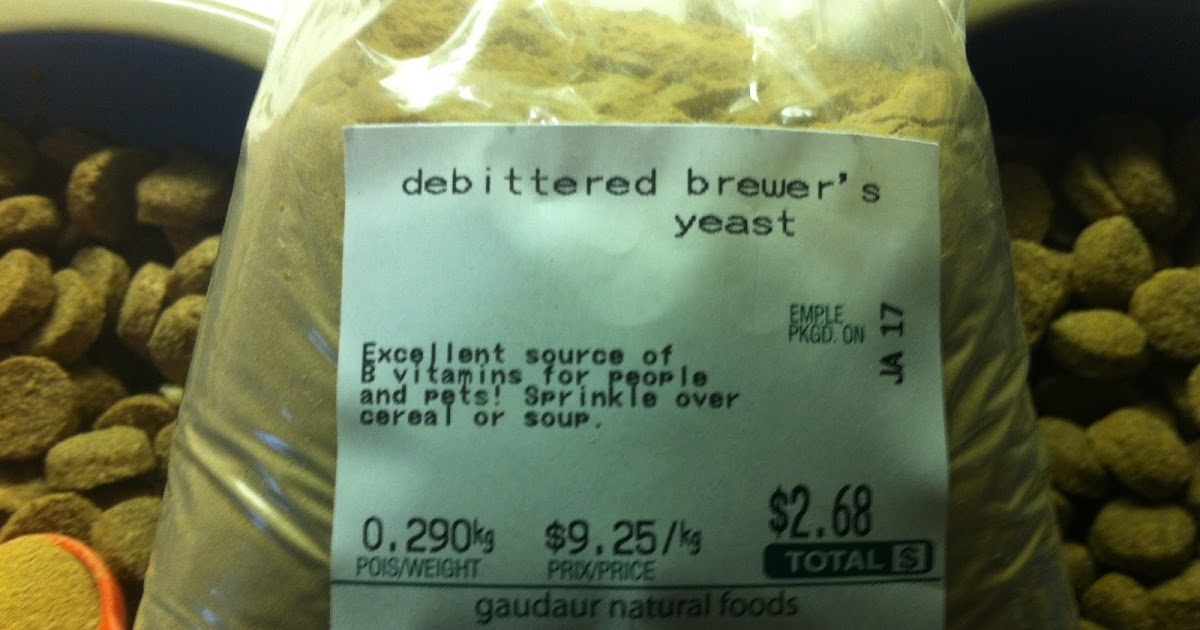 debittered brewer's
yeast
EMPLE
PKGD. ON
JA 17
Excellent source of
B vitamins for people
and pets! Sprinkle over
cereal or soup.
0.290kg $9.25/kg $2.68
POIS/WEIGHT PRIX/PRICE TOTAL $
gaudaur natural foods